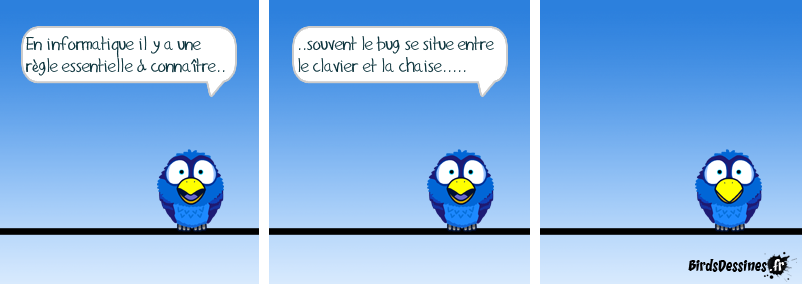 En informatique il y a une
règle essentielle à connaître..
..souvent le bug se situe entre
le clavier et la chaise.....
BirdsDessines.fr